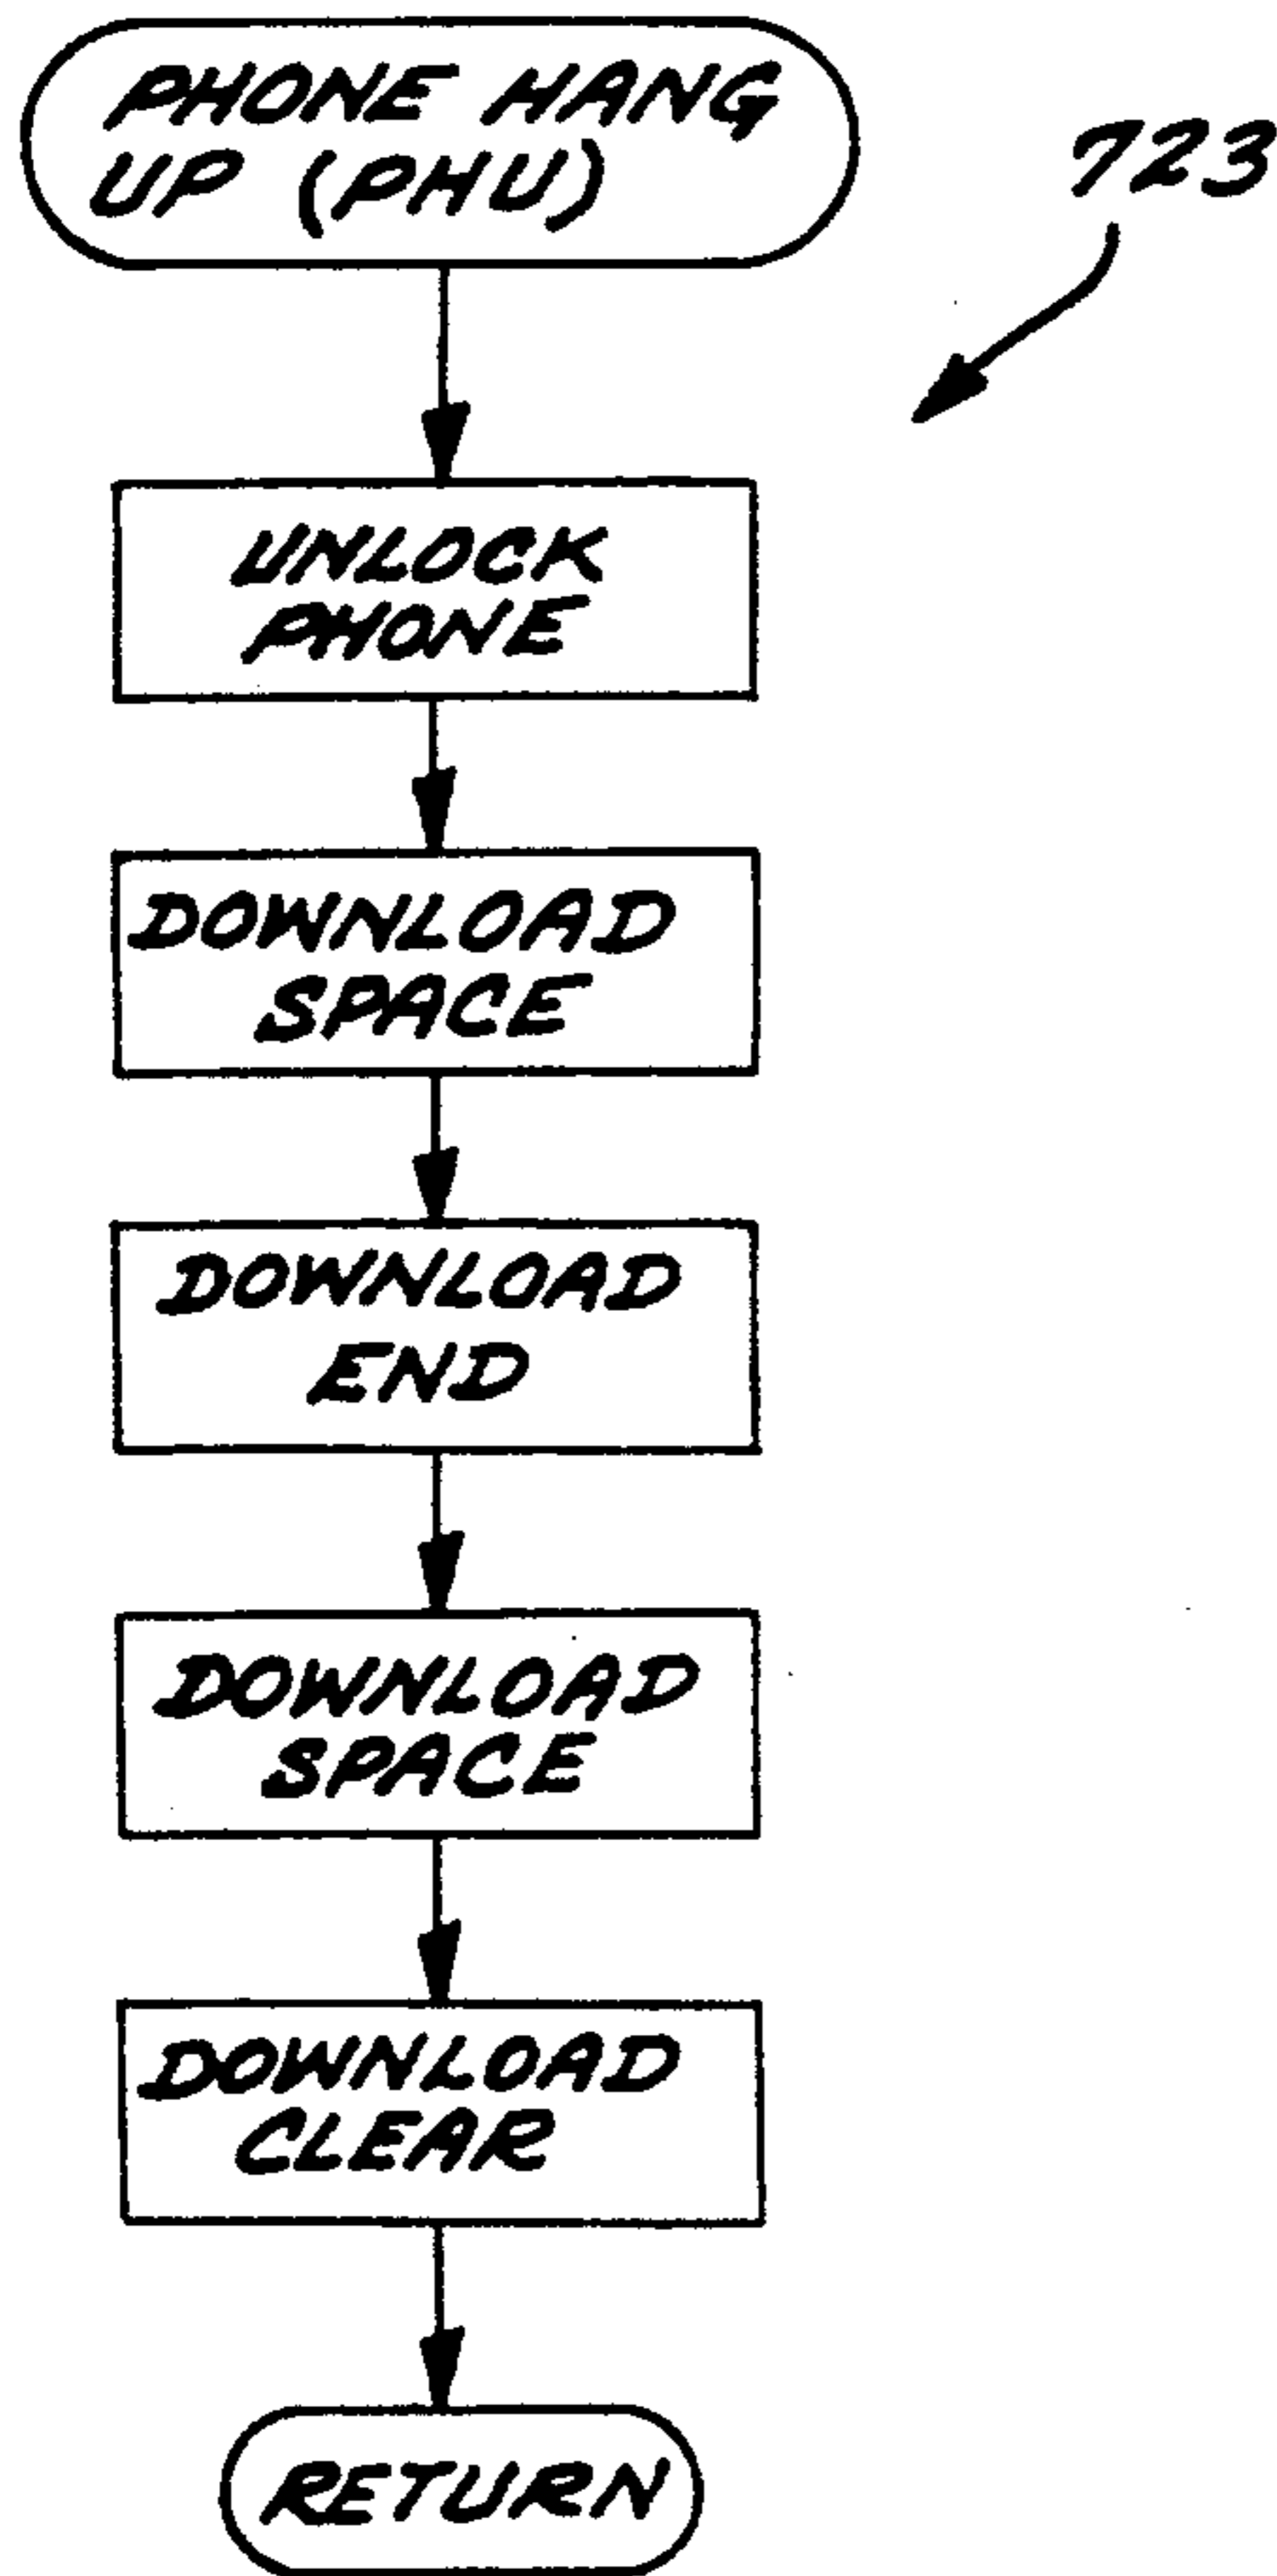 PHONE HANG
UP (PHU)
723
UNLOCK
PHONE
DOWNLOAD
SPACE
DOWNLOAD
END
DOWNLOAD
SPACE
DOWNLOAD
CLEAR
RETURN